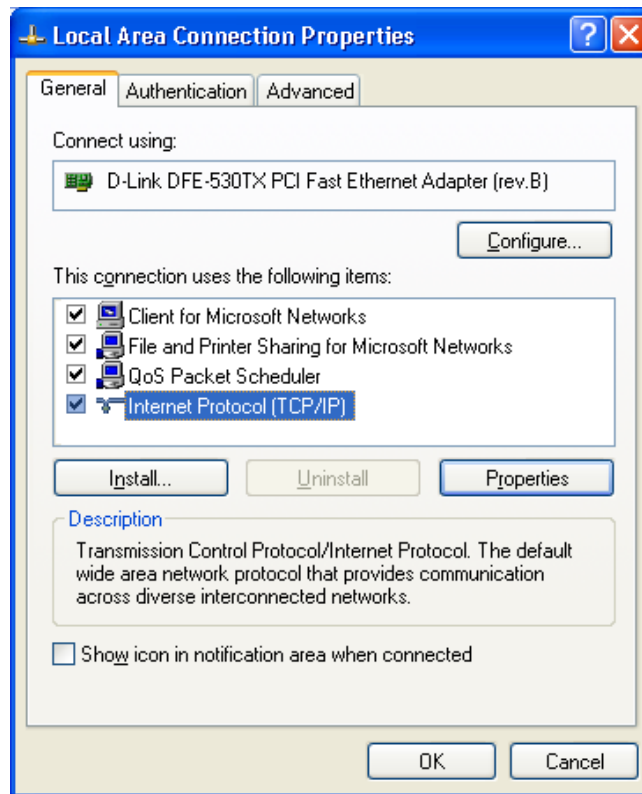 Local Area Connection Properties
General Authentication Advanced
Connect using:
D-Link DFE-530TX PCI Fast Ethernet Adapter (rev.B)
Configure...
This connection uses the following items:
Client for Microsoft Networks
File and Printer Sharing for Microsoft Networks
QoS Packet Scheduler
Internet Protocol (TCP/IP)
Install... Uninstall Properties
Description
Transmission Control Protocol/Internet Protocol. The default
wide area network protocol that provides communication
across diverse interconnected networks.
Show icon in notification area when connected
OK Cancel